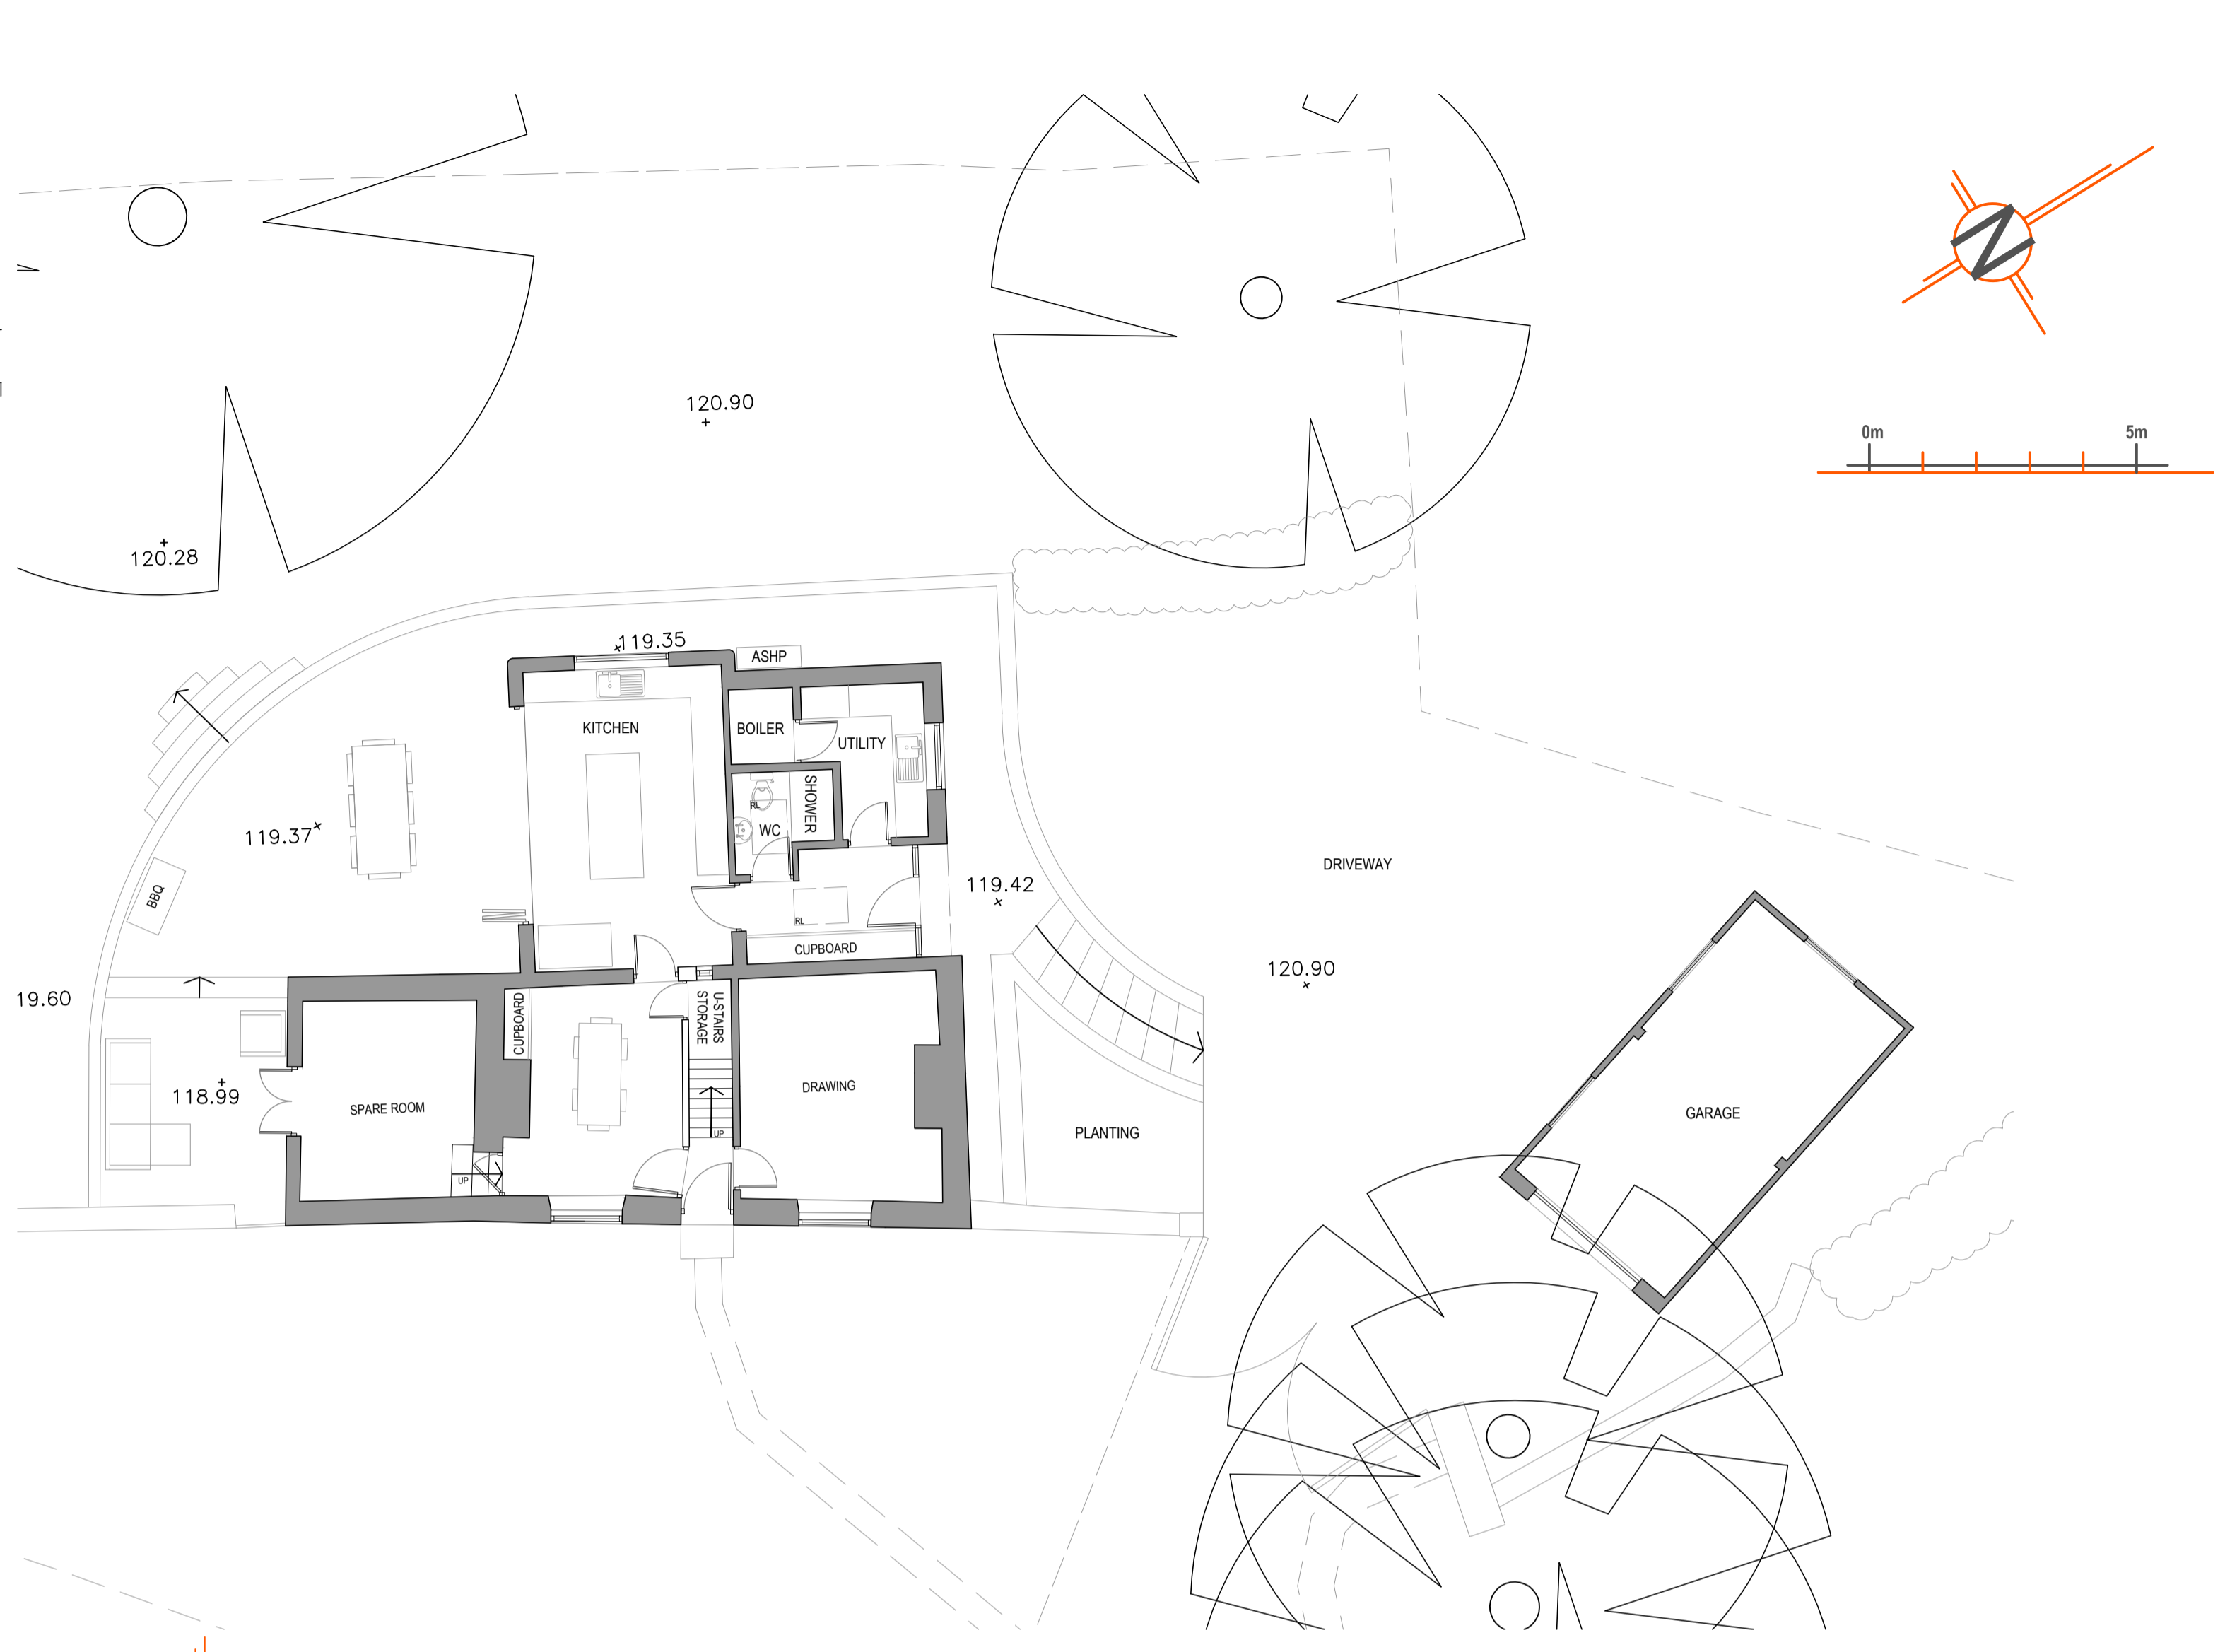 N
0m 5m
120.90
120.28
119.35
ASHP
KITCHEN
BOILER
UTILITY
SHOWER
RL
WC
119.37
BBQ
119.42
DRIVEWAY
RL
CUPBOARD
120.90
19.60
CUPBOARD
U-STAIRS
STORAGE
118.99
SPARE ROOM
DRAWING
GARAGE
PLANTING
UP
UP